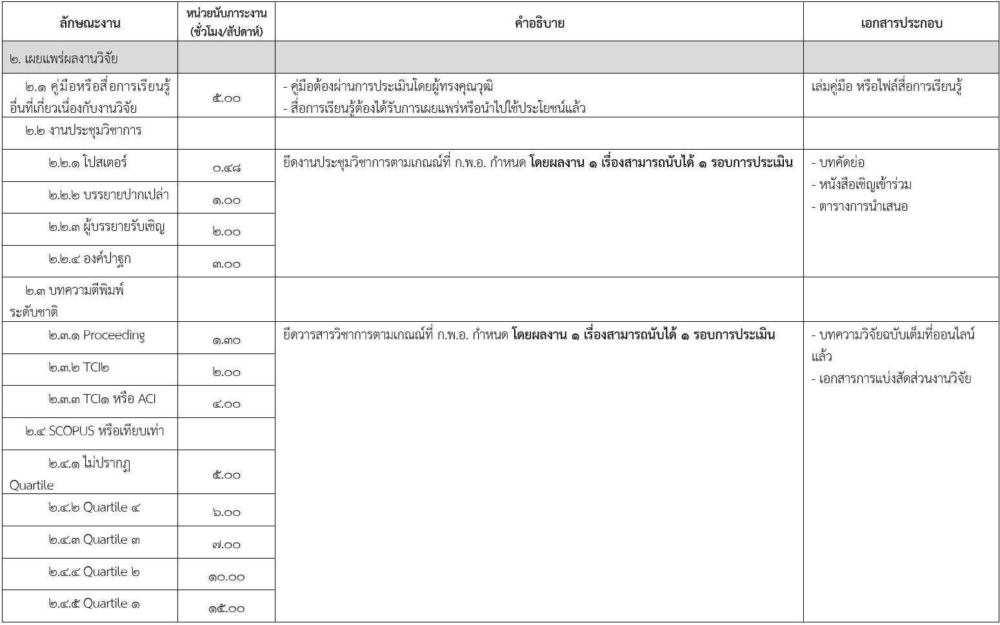 ลักษณะงาน
หน่วยนับภาระงาน
(ชั่วโมง/สัปดาห์)
คำอธิบาย
เอกสารประกอบ
๒. เผยแพร่ผลงานวิจัย
๒.๑ คู่มือหรือสื่อการเรียนรู้
อื่นที่เกี่ยวเนื่องกับงานวิจัย
๕.๐๐
- คู่มือต้องผ่านการประเมินโดยผู้ทรงคุณวุฒิ
- สื่อการเรียนรู้ต้องได้รับการเผยแพร่หรือนำไปใช้ประโยชน์แล้ว
เล่มคู่มือ หรือไฟล์สื่อการเรียนรู้
๒.๒ งานประชุมวิชาการ
๒.๒.๑ โปสเตอร์
๐.๔๘
ยึดงานประชุมวิชาการตามเกณณ์ที่ ก.พ.อ. กำหนด โดยผลงาน ๑ เรื่องสามารถนับได้ ๑ รอบการประเมิน
- บทคัดย่อ
- หนังสือเชิญเข้าร่วม
- ตารางการนำเสนอ
๒.๒.๒ บรรยายปากเปล่า
๑.๐๐
๒.๒.๓ ผู้บรรยายรับเชิญ
๒.๐๐
๒.๒.๔ องค์ปาฐก
๓.๐๐
๒.๓ บทความตีพิมพ์
ระดับชาติ
๒.๓.๑ Proceeding
๑.๓๐
ยึดวารสารวิชาการตามเกณณ์ที่ ก.พ.อ. กำหนด โดยผลงาน ๑ เรื่องสามารถนับได้ ๑ รอบการประเมิน
- บทความวิจัยฉบับเต็มที่ออนไลน์
แล้ว
- เอกสารการแบ่งสัดส่วนงานวิจัย
๒.๓.๒ TCI๒
๒.๐๐
๒.๓.๓ TCI๑ หรือ ACI
๔.๐๐
๒.๔ SCOPUS หรือเทียบเท่า
๒.๔.๑ ไม่ปรากฏ
Quartile
๕.๐๐
๒.๔.๒ Quartile ๔
๖.๐๐
๒.๔.๓ Quartile ๓
๗.๐๐
๒.๔.๔ Quartile ๒
๑๐.๐๐
๒.๔.๕ Quartile ๑
๑๕.๐๐